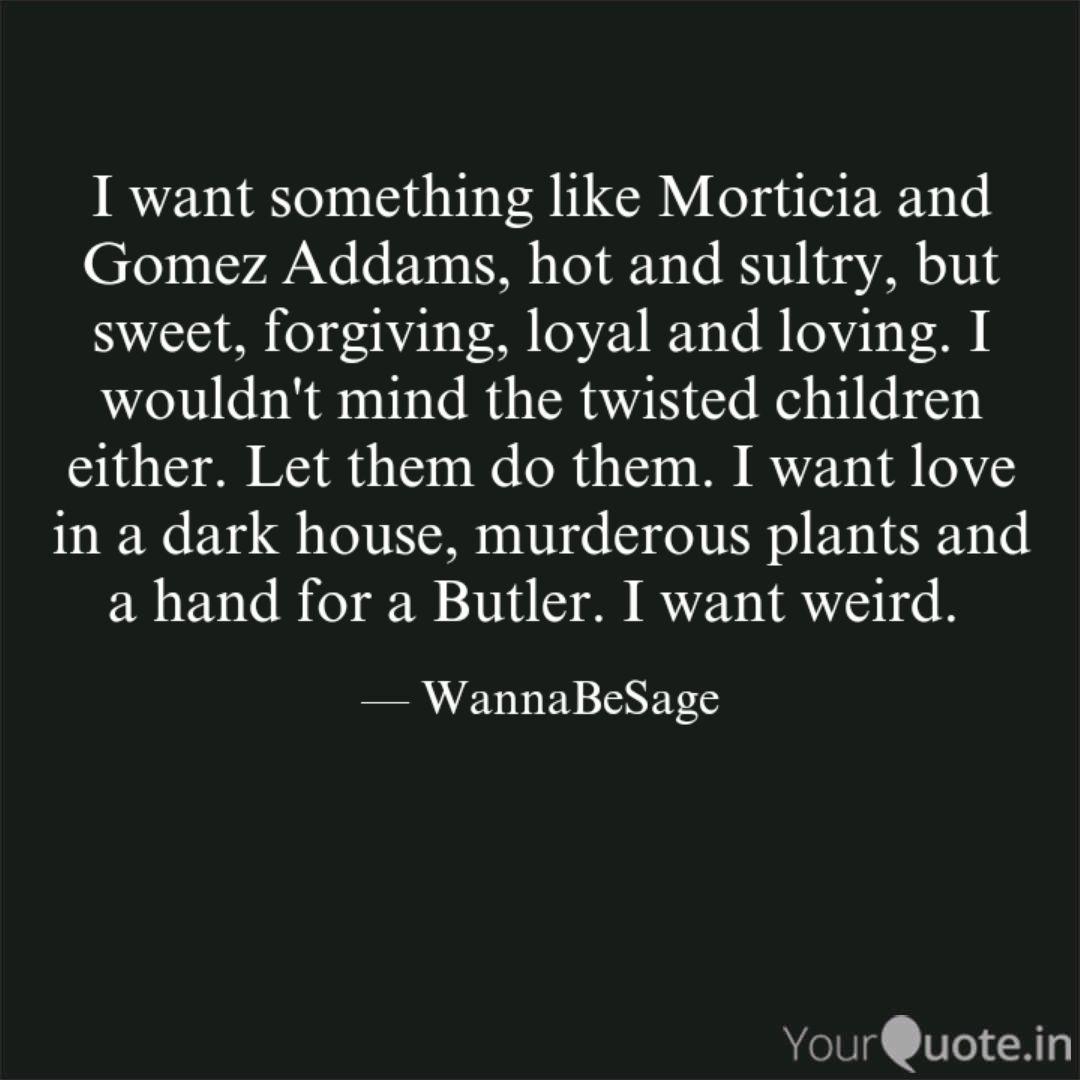 I want something like Morticia and
Gomez Addams, hot and sultry, but
sweet, forgiving, loyal and loving. I
wouldn't mind the twisted children
either. Let them do them. I want love
in a dark house, murderous plants and
a hand for a Butler. I want weird.
— WannaBeSage
YourQuote.in